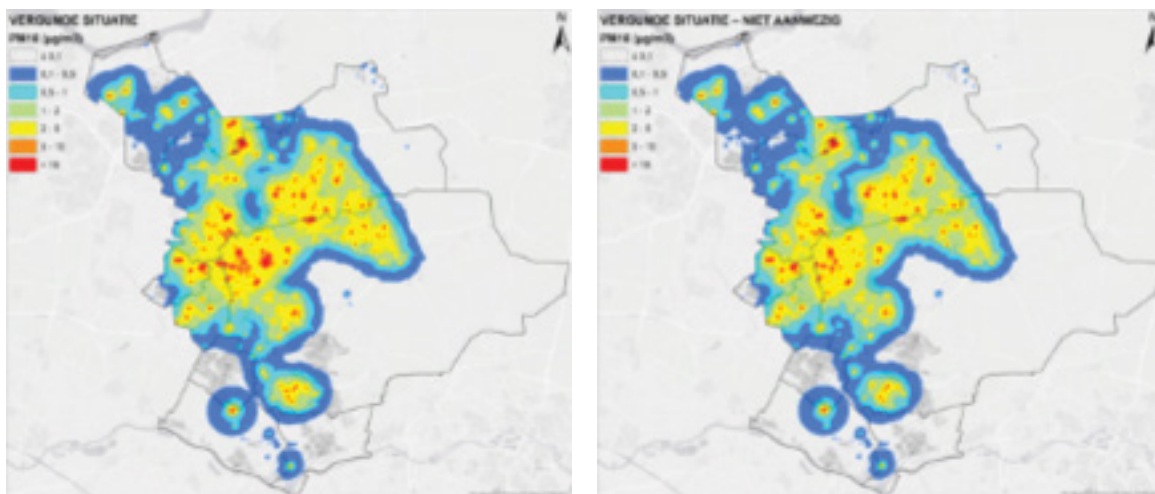 VERGUNDE SITUATIE
PM10 (µg/m3)
≤ 0,1
0,1 - 0,5
0,5 - 1
1 - 2
2 - 5
5 - 10
> 10
N
VERGUNDE SITUATIE – NIET AANWEZIG
PM10 (µg/m3)
≤ 0,1
0,1 - 0,5
0,5 - 1
1 - 2
2 - 5
5 - 10
> 10
N